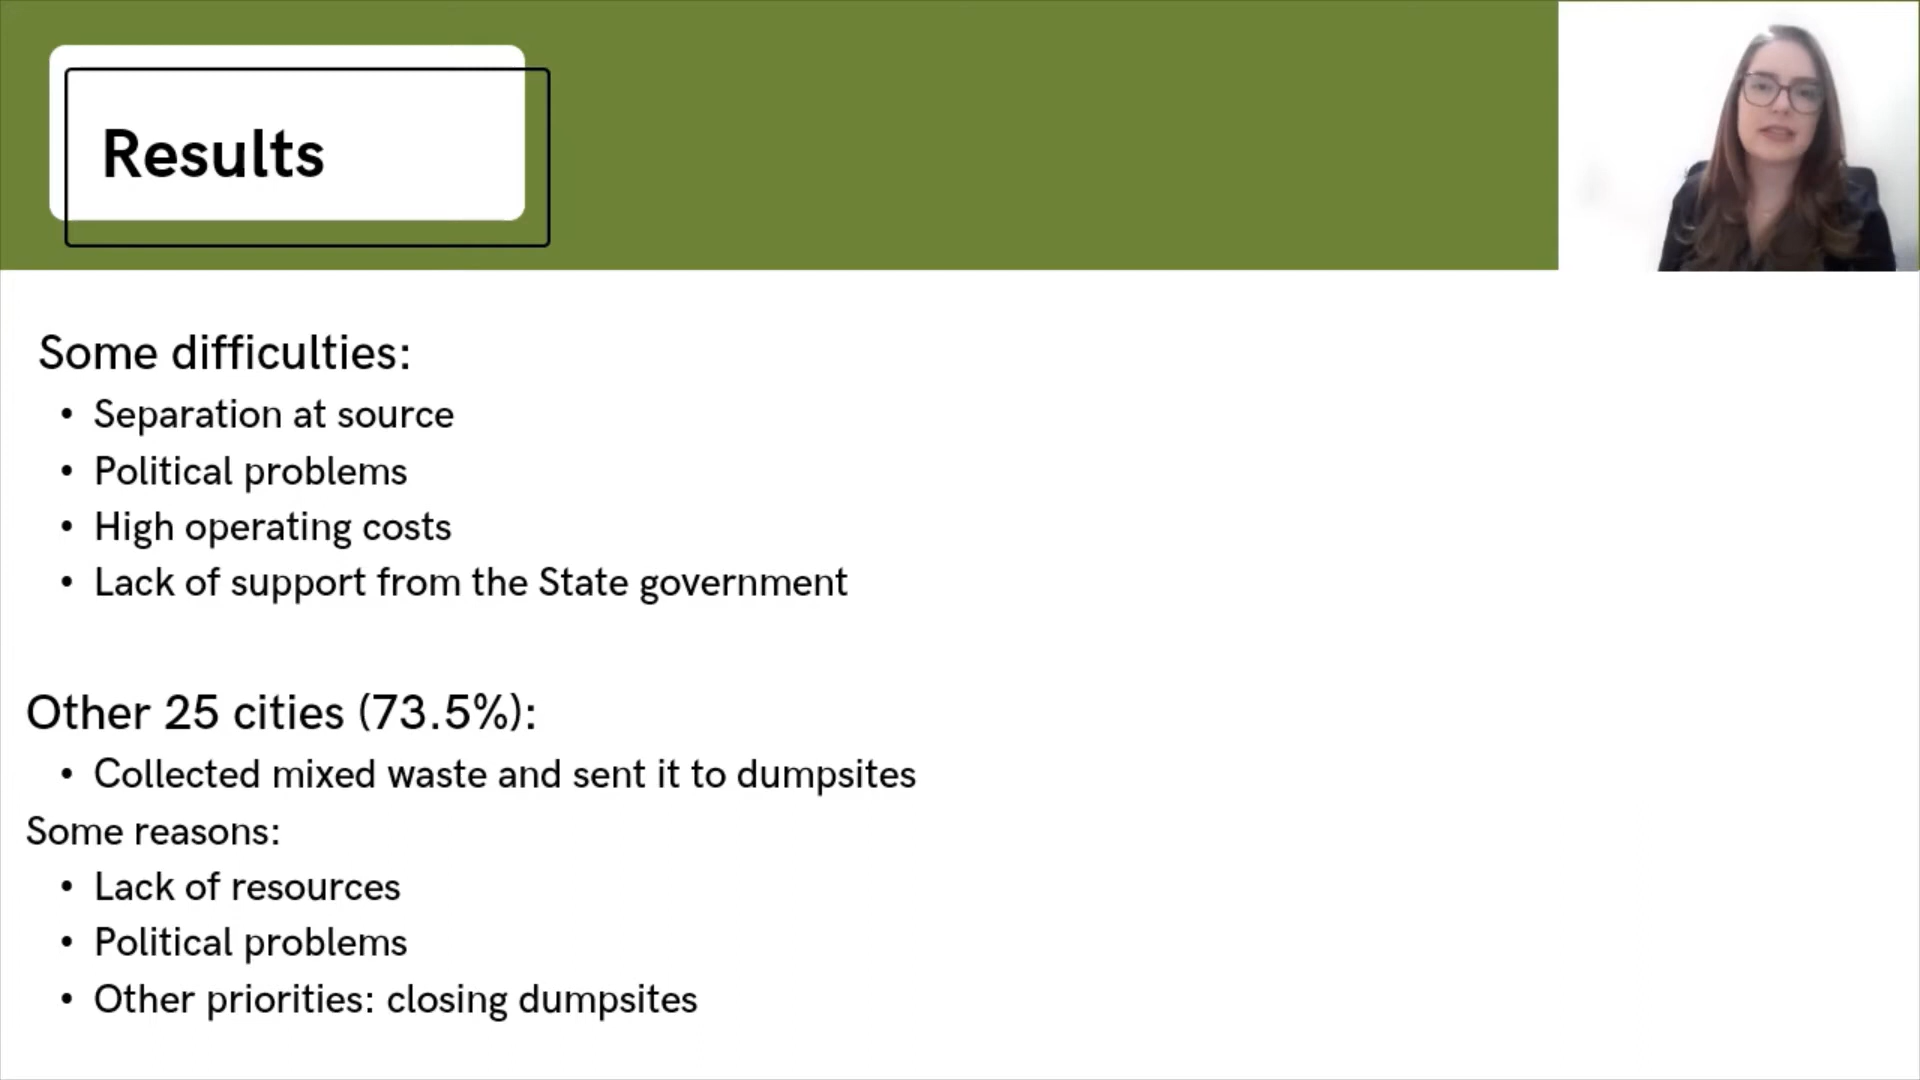 Results
Some difficulties:
• Separation at source
• Political problems
• High operating costs
• Lack of support from the State government
Other 25 cities (73.5%):
• Collected mixed waste and sent it to dumpsites
Some reasons:
• Lack of resources
• Political problems
• Other priorities: closing dumpsites